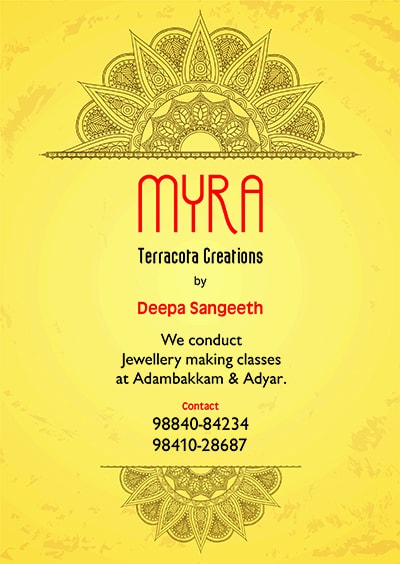 MYRA
Terracota Creations
by
Deepa Sangeeth
We conduct
Jewellery making classes
at Adambakkam & Adyar.
Contact
98840-84234
98410-28687